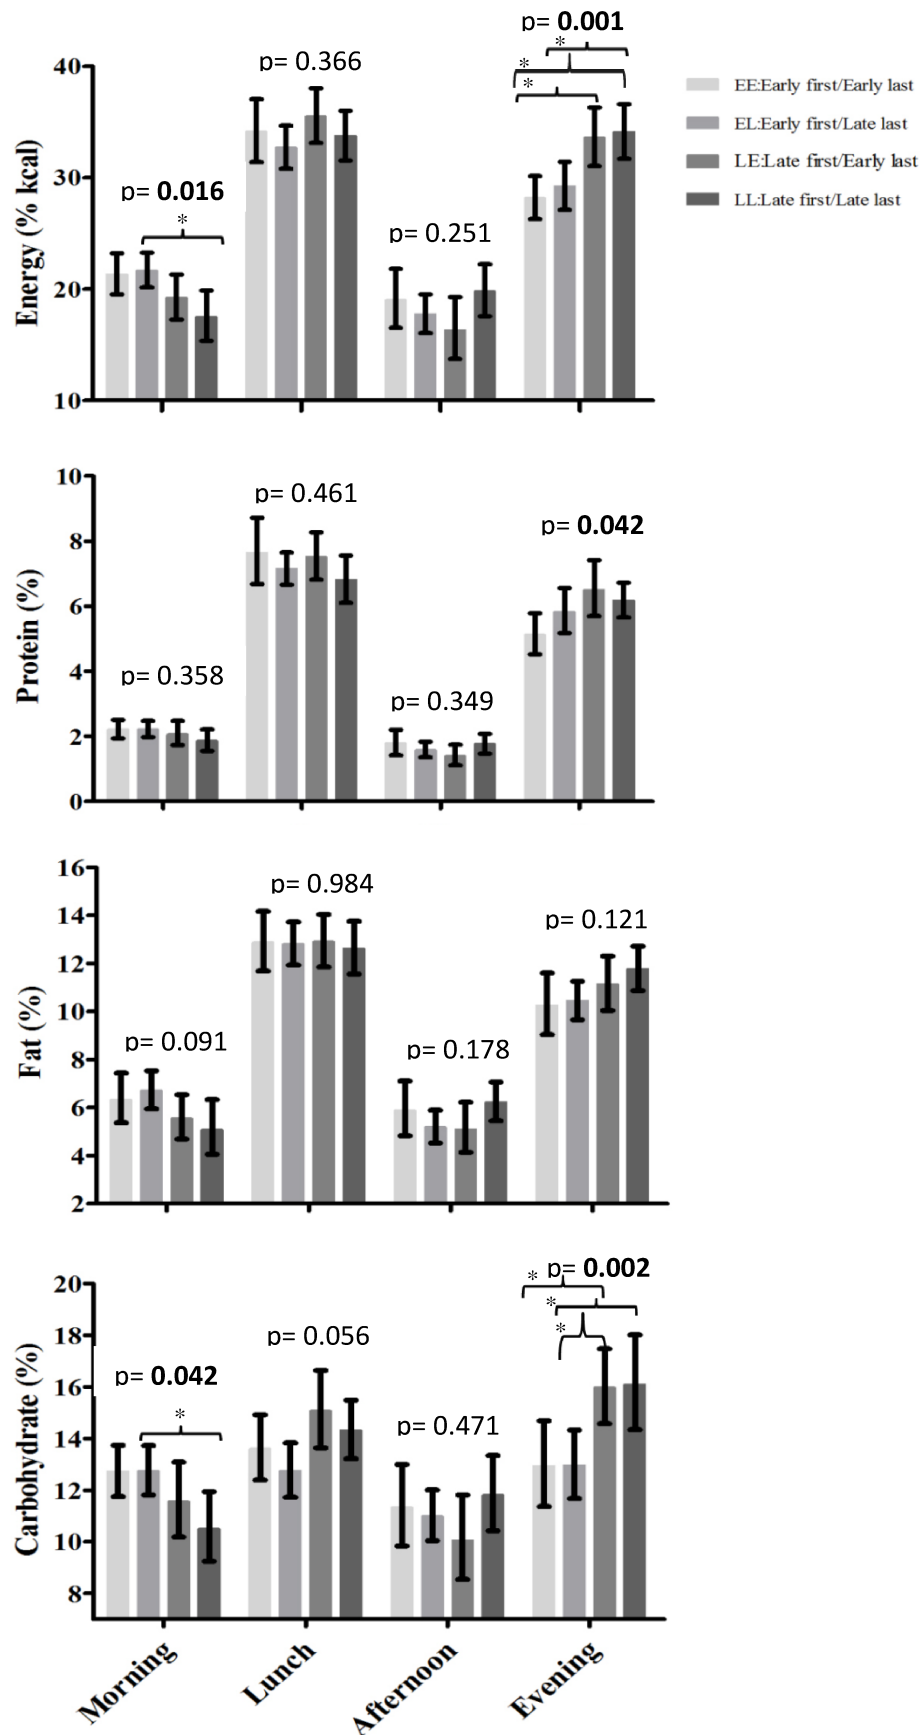 p= 0.001
*
*
*
40
p= 0.366
EE:Early first/Early last
EL:Early first/Late last
LE:Late first/Early last
LL:Late first/Late last
30
p= 0.016
*
p= 0.251
20
10
Energy (% kcal)
10
p= 0.461
p= 0.042
8
6
p= 0.358
4
p= 0.349
2
0
Protein (%)
16
p= 0.984
14
p= 0.121
12
10
p= 0.091
p= 0.178
8
6
4
2
Fat (%)
p= 0.002
*
20
*
*
18
p= 0.056
p= 0.042
16
*
p= 0.471
14
12
10
8
Carbohydrate (%)
Morning
Lunch
Afternoon
Evening